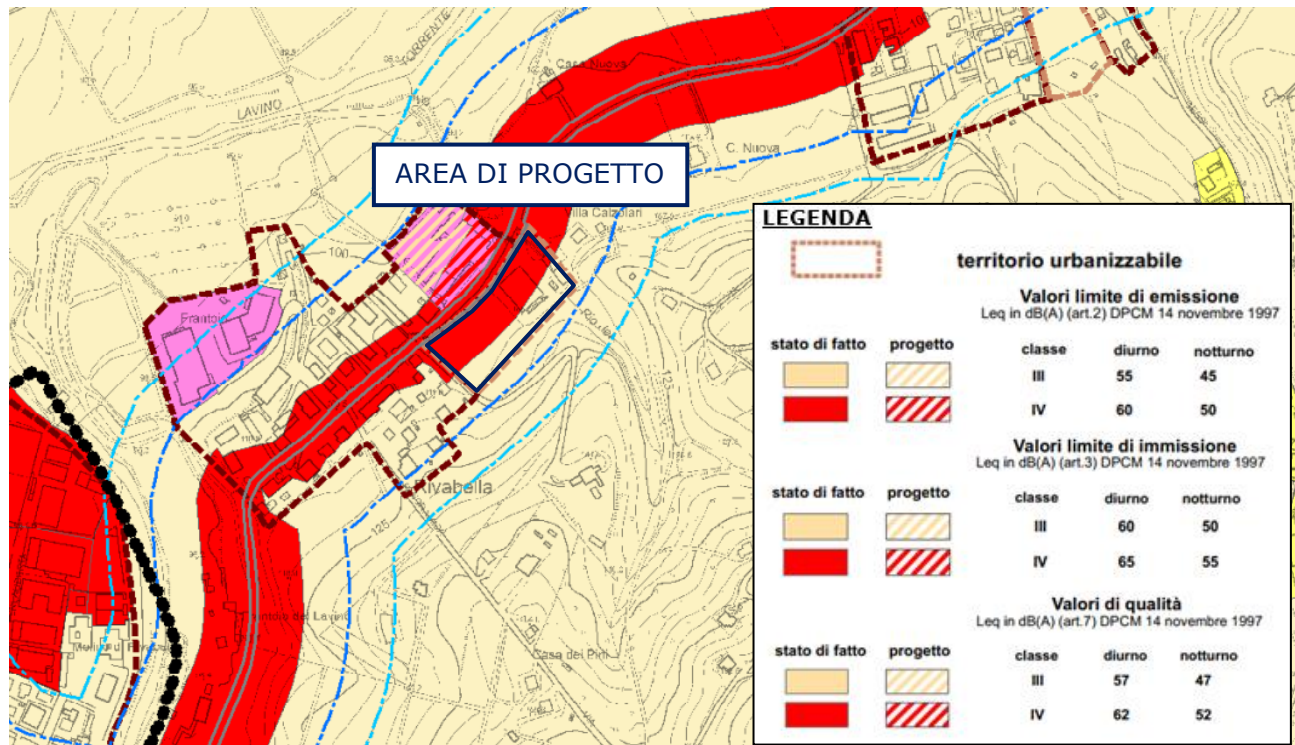 LAVINO
Casa Nuova
C. Nuova
AREA DI PROGETTO
Villa Calzolari
100
100
Frantoio
125
125
Rivabella
Casa dei Pini
LEGENDA
territorio urbanizzabile
Valori limite di emissione
Leq in dB(A) (art.2) DPCM 14 novembre 1997
stato di fatto progetto classe diurno notturno
III 55 45
IV 60 50
Valori limite di immissione
Leq in dB(A) (art.3) DPCM 14 novembre 1997
stato di fatto progetto classe diurno notturno
III 60 50
IV 65 55
Valori di qualità
Leq in dB(A) (art.7) DPCM 14 novembre 1997
stato di fatto progetto classe diurno notturno
III 57 47
IV 62 52